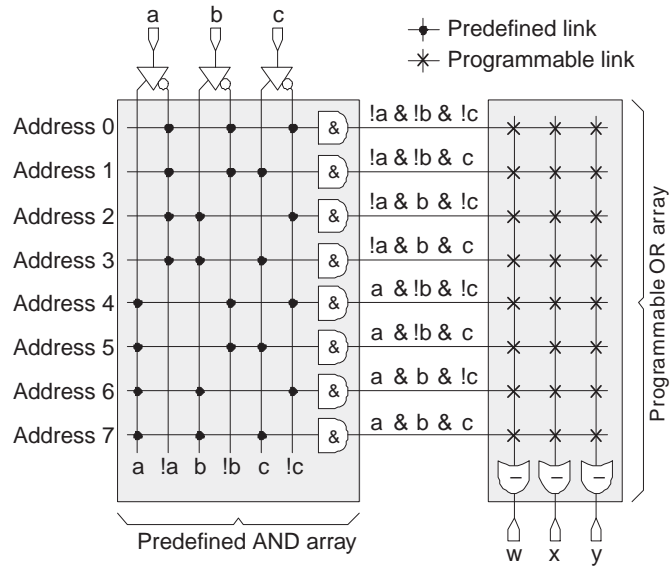 a b c
Predefined link
Programmable link
Address 0 & !a & !b & !c
Address 1 & !a & !b & c
Address 2 & !a & b & !c
Address 3 & !a & b & c
Address 4 & a & !b & !c
Address 5 & a & !b & c
Address 6 & a & b & !c
Address 7 & a & b & c
a !a b !b c !c
Predefined AND array
w x y
Programmable OR array